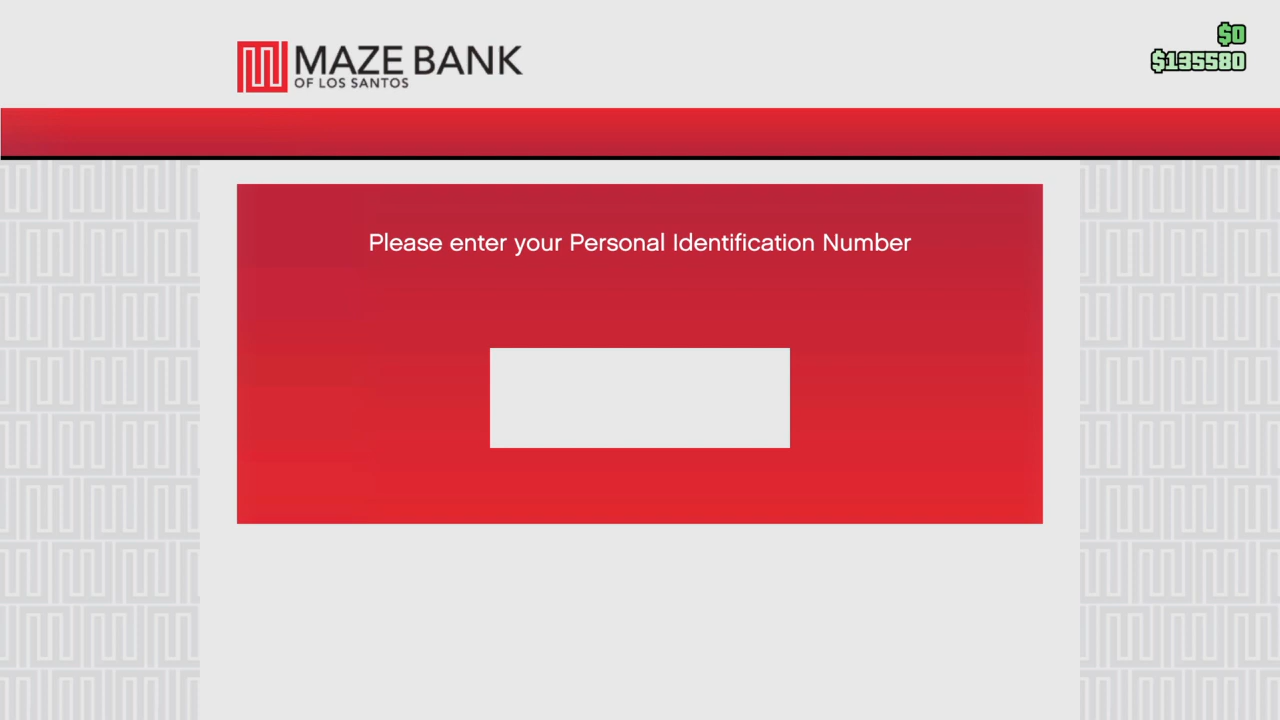 MAZE BANK
OF LOS SANTOS
$0
$135580
Please enter your Personal Identification Number